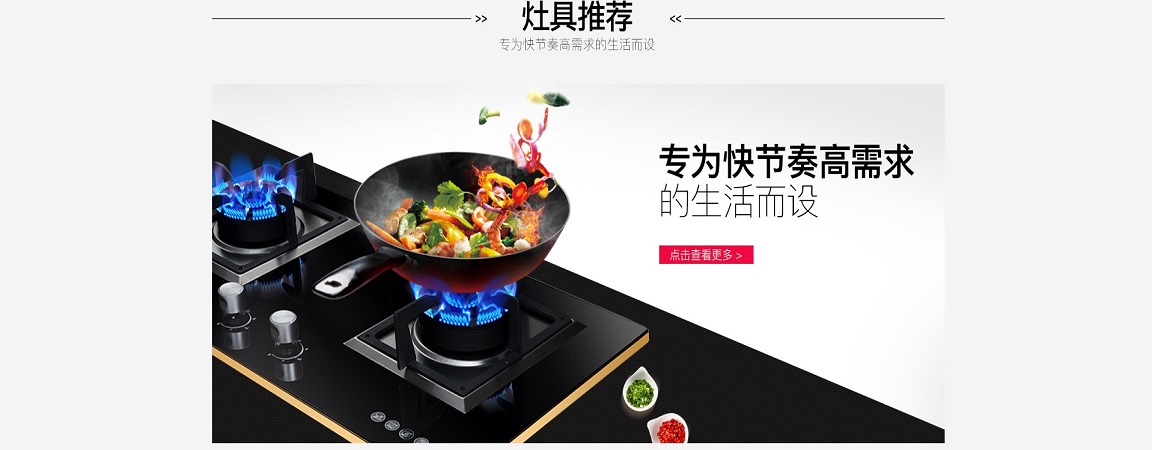 >> 灶具推荐 <<
专为快节奏高需求的生活而设
专为快节奏高需求
的生活而设
点击查看更多 >